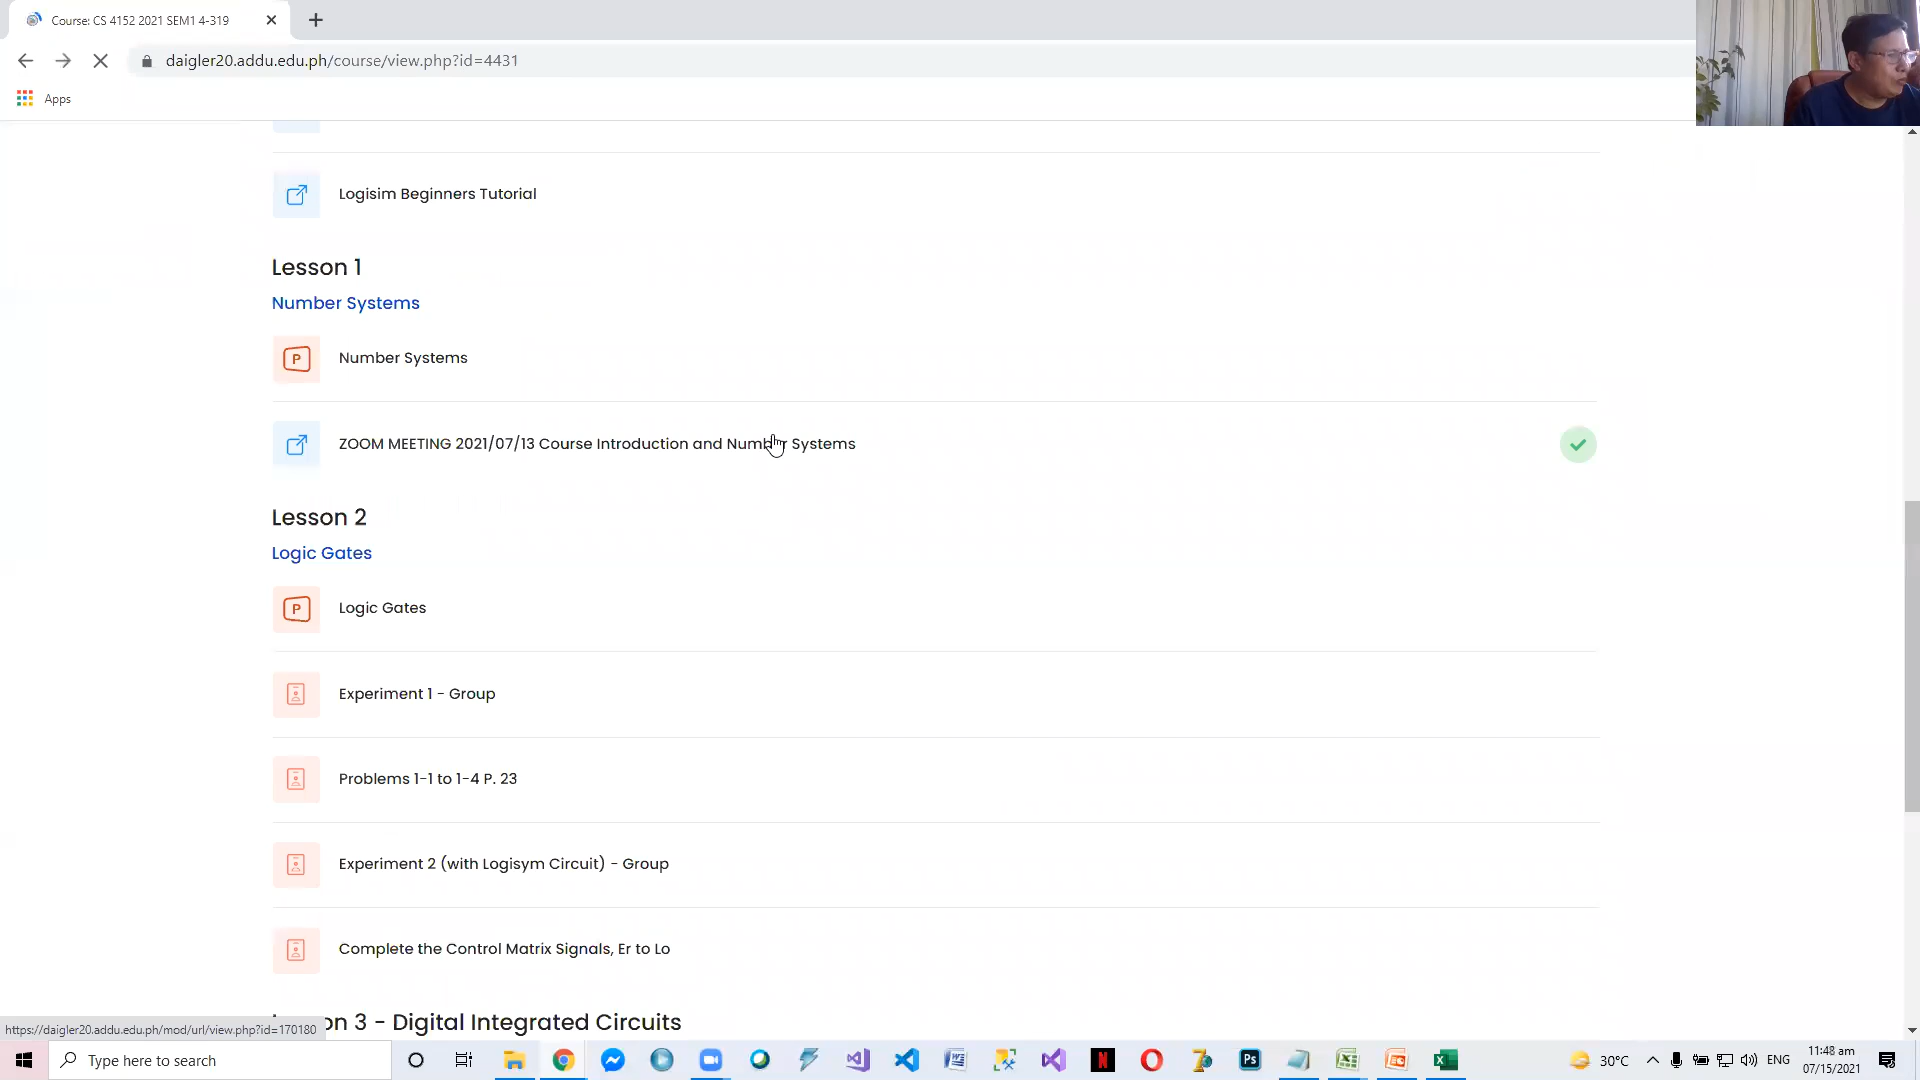 Course: CS 4152 2021 SEM1 4-319
daigler20.addu.edu.ph/course/view.php?id=4431
Apps
Logisim Beginners Tutorial
Lesson 1
Number Systems
P
Number Systems
ZOOM MEETING 2021/07/13 Course Introduction and Number Systems
Lesson 2
Logic Gates
P
Logic Gates
Experiment 1 - Group
Problems 1-1 to 1-4 P. 23
Experiment 2 (with Logisym Circuit) - Group
Complete the Control Matrix Signals, Er to Lo
on 3 - Digital Integrated Circuits
https://daigler20.addu.edu.ph/mod/url/view.php?id=170180
Type here to search
N
Ps
30°C
ENG
11:48 am
07/15/2021